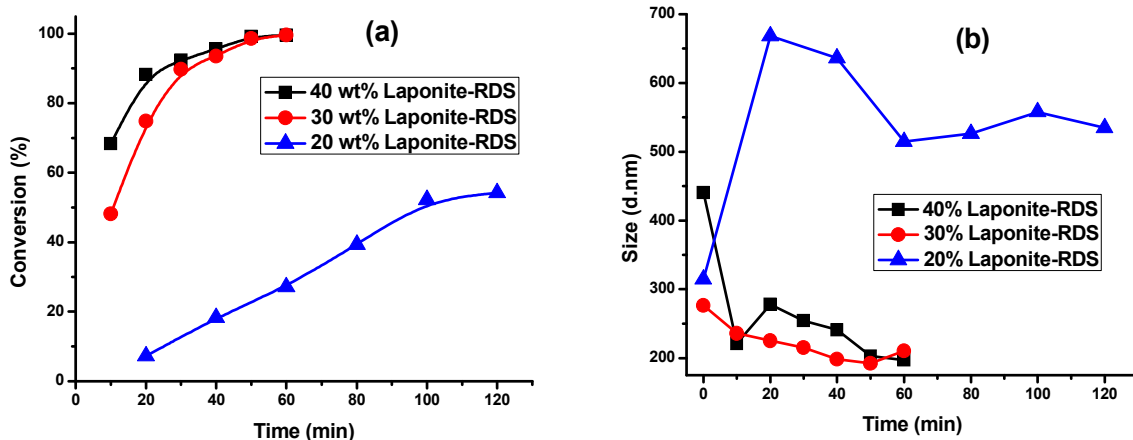 (a)
Conversion (%)
100
80
60
40
20
0
40 wt% Laponite-RDS
30 wt% Laponite-RDS
20 wt% Laponite-RDS
0 20 40 60 80 100 120
Time (min)
(b)
Size (d.nm)
700
600
500
400
300
200
40% Laponite-RDS
30% Laponite-RDS
20% Laponite-RDS
0 20 40 60 80 100 120
Time (min)